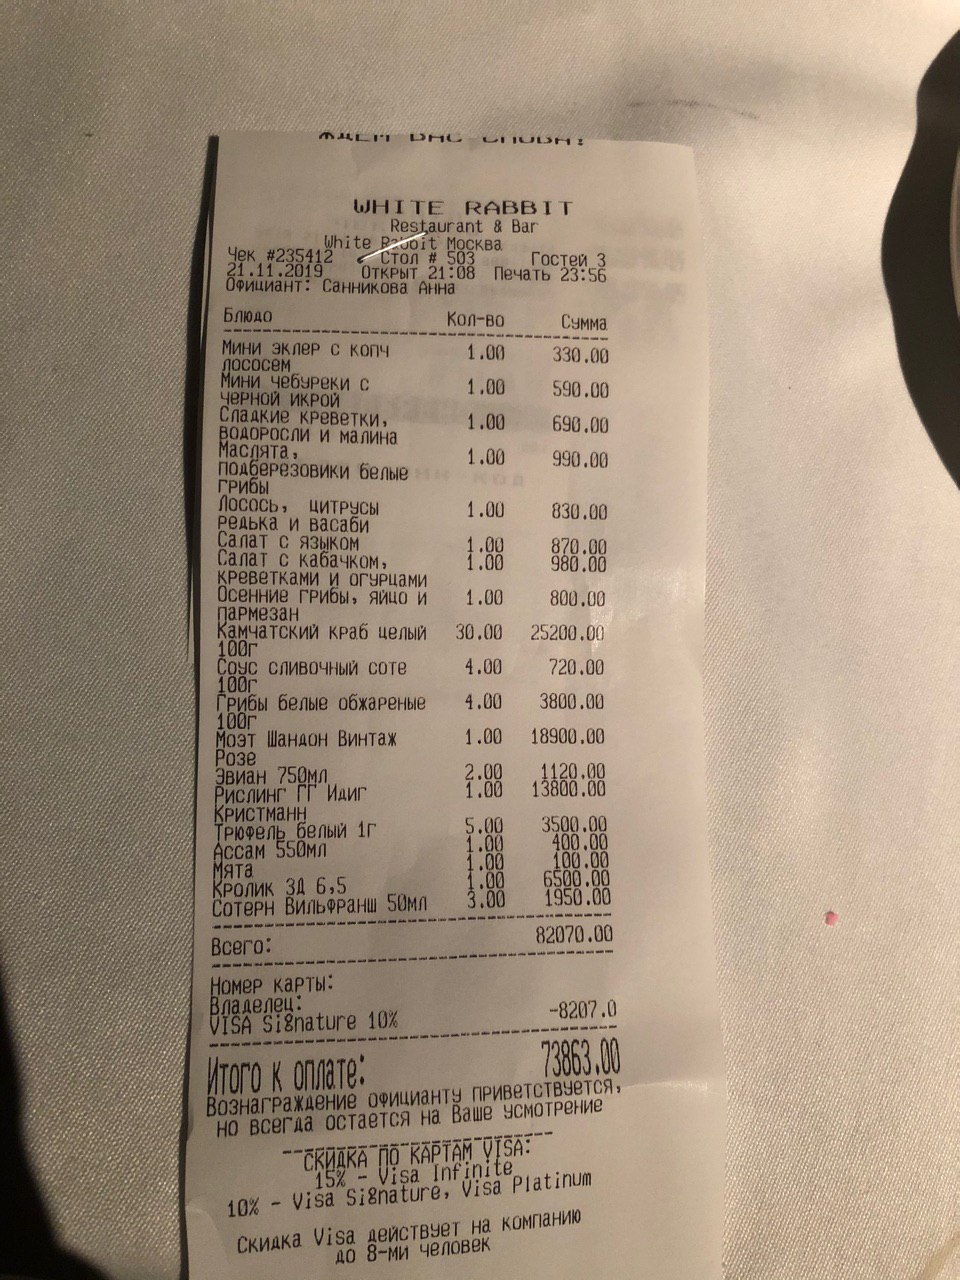 ЖДЕМ ВАС СНОВА!
WHITE RABBIT
Restaurant & Bar
White Rabbit Москва
Чек #235412 Стол # 503 Гостей 3
21.11.2019 Открыт 21:08 Печать 23:56
Официант: Санникова Анна
Блюдо Кол-во Сумма
Мини эклер с копч 1.00 330.00
лососем
Мини чебуреки с 1.00 590.00
черной икрой
Сладкие креветки, 1.00 690.00
водоросли и малина
Маслята, 1.00 990.00
подберезовики белые
грибы
Лосось, цитрусы 1.00 830.00
редька и васаби
Салат с языком 1.00 870.00
Салат с кабачком, 1.00 980.00
креветками и огурцами
Осенние грибы, яйцо и 1.00 800.00
пармезан
Камчатский краб целый 30.00 25200.00
100г
Соус сливочный соте 4.00 720.00
100г
Грибы белые обжареные 4.00 3800.00
100г
Моэт Шандон Винтаж 1.00 18900.00
Розе
Эвиан 750мл 2.00 1120.00
Рислинг ГГ Идиг 1.00 13800.00
Кристманн
Трюфель белый 1г 5.00 3500.00
Ассам 550мл 1.00 400.00
Мята 1.00 100.00
Кролик 3Д 6,5 1.00 6500.00
Сотерн Вильфранш 50мл 3.00 1950.00
Всего: 82070.00
Номер карты:
Владелец:
VISA Signature 10% -8207.0
Итого к оплате: 73863.00
Вознаграждение официанту приветствуется,
но всегда остается на Ваше усмотрение
СКИДКА ПО КАРТАМ VISA:
15% - Visa Infinite
10% - Visa Signature, Visa Platinum
Скидка Visa действует на компанию
до 8-ми человек